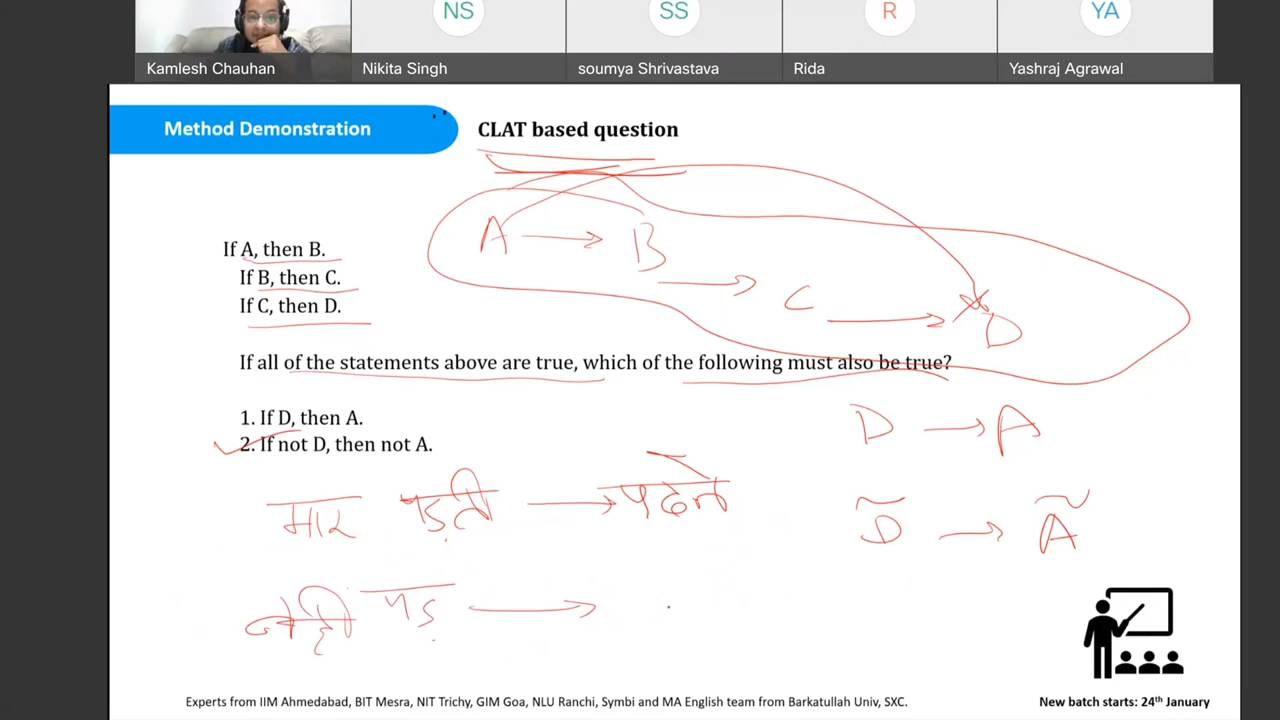 NS SS R YA
Kamlesh Chauhan Nikita Singh soumya Shrivastava Rida Yashraj Agrawal
Method Demonstration CLAT based question
A → B
If A, then B.
If B, then C.
→ C
If C, then D.
→ D
If all of the statements above are true, which of the following must also be true?
1. If D, then A.
D → A
2. If not D, then not A.
मार पड़ती →
D̃ → Ã
नहीं पड़ →
Experts from IIM Ahmedabad, BIT Mesra, NIT Trichy, GIM Goa, NLU Ranchi, Symbi and MA English team from Barkatullah Univ, SXC.
New batch starts: 24th January